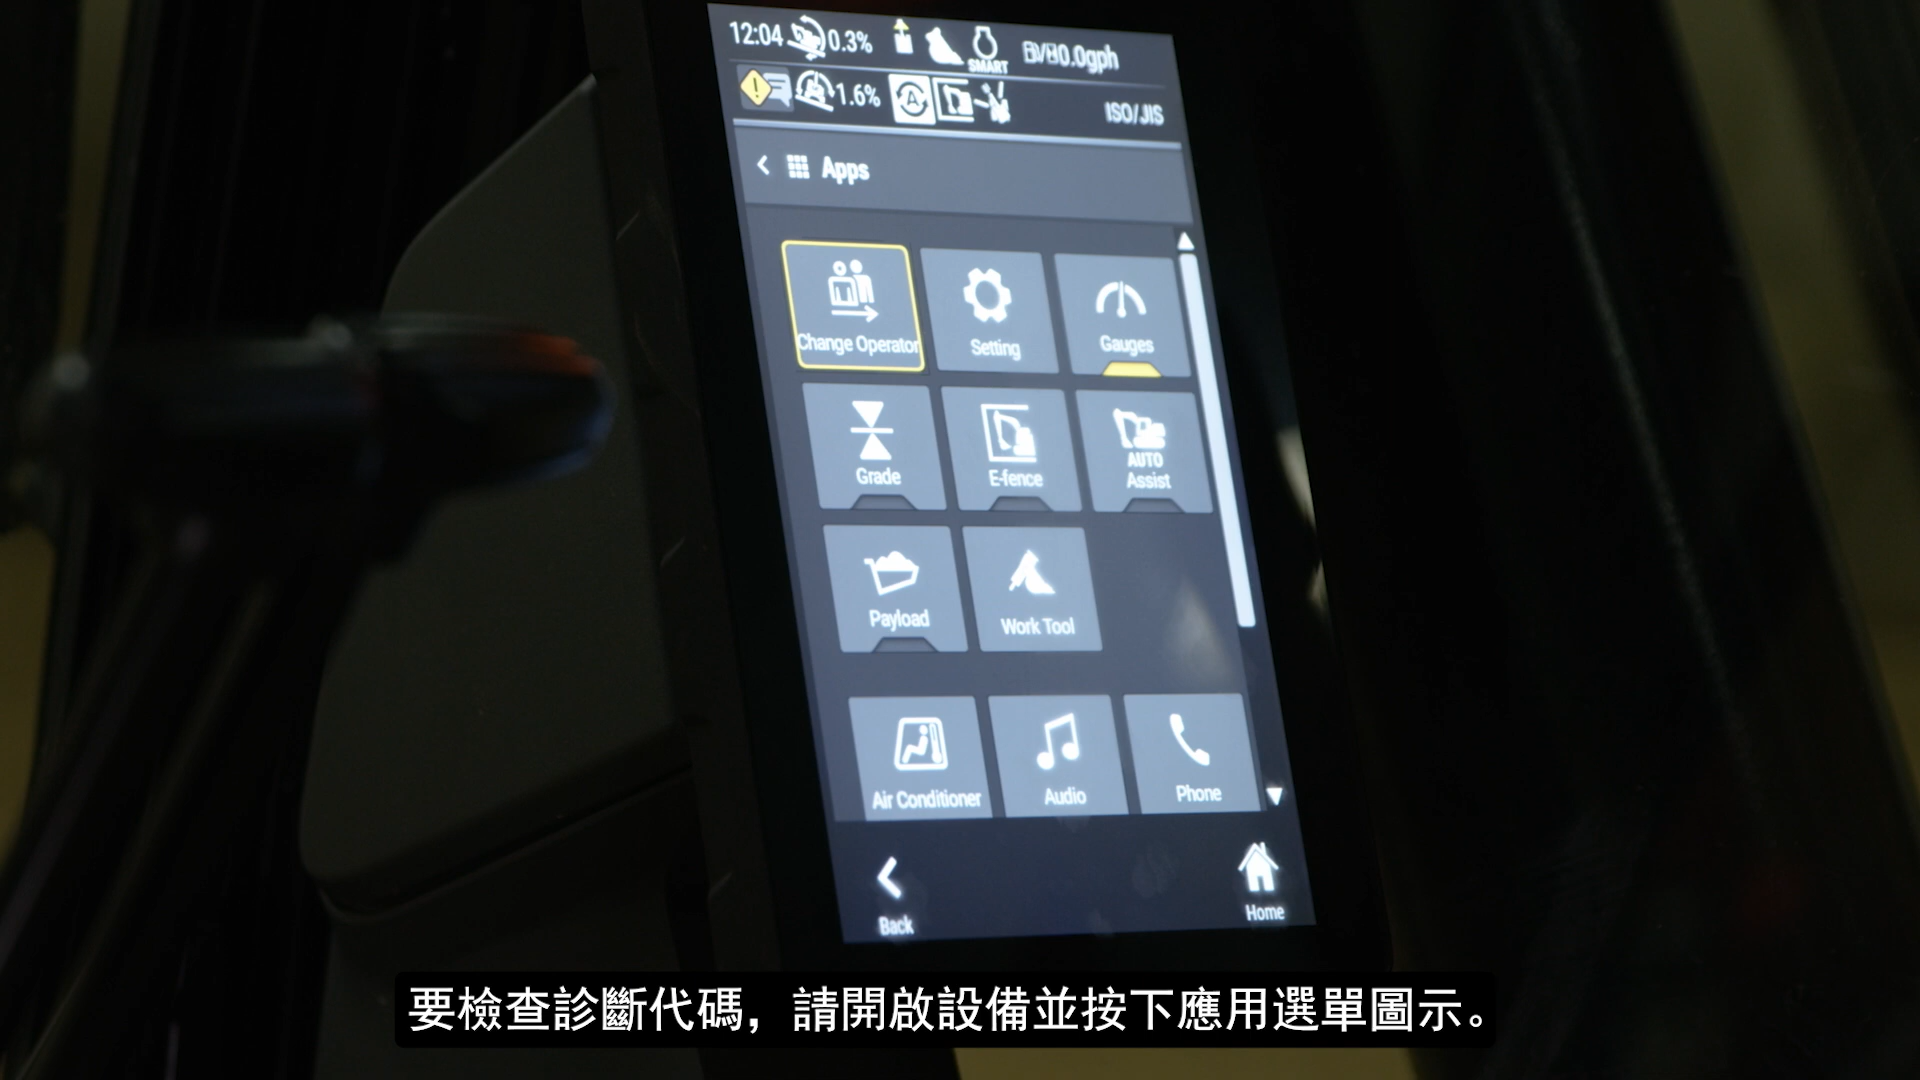 12:04 0.3% SMART 0.0gph
1.6% A ISO/JIS
Apps
Change Operator Setting Gauges
Grade E-fence AUTO Assist
Payload Work Tool
Air Conditioner Audio Phone
Back Home
要檢查診斷代碼，請開啟設備並按下應用選單圖示。